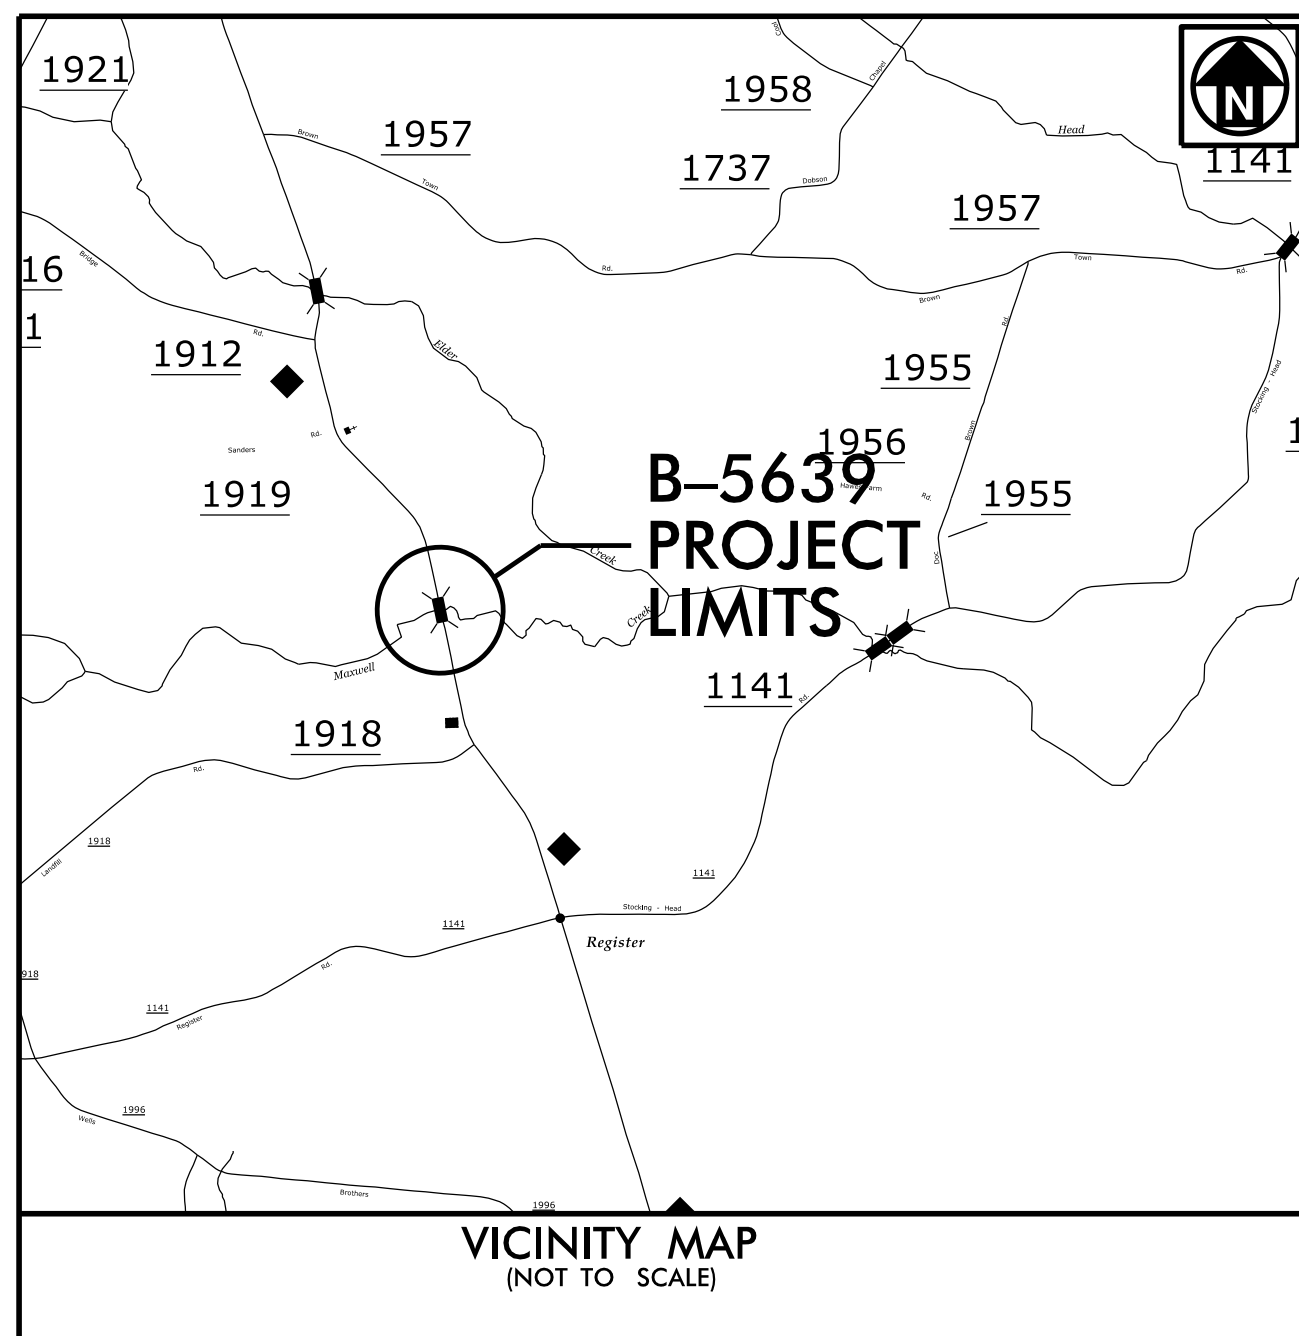 Cool
1921
Chapel
1958
N
Brown
1957
Head
1737
Dobson
1141
Town
1957
Bridge
16
Rd.
Town
Rd.
Brown
1
Rd.
Rd.
Elder
1912
1955
Stocking - Head
Rd.
Sanders
Brown
1956
1
B–5639
Rd.
1919
1955
PROJECT
Creek
Doc
LIMITS
Creek
Maxwell
1141
Rd.
1918
Rd.
1918
Landfill
1141
Stocking - Head
1141
Register
Rd.
918
1141
Register
1996
Wells
Brothers
1996
VICINITY MAP
(NOT TO SCALE)